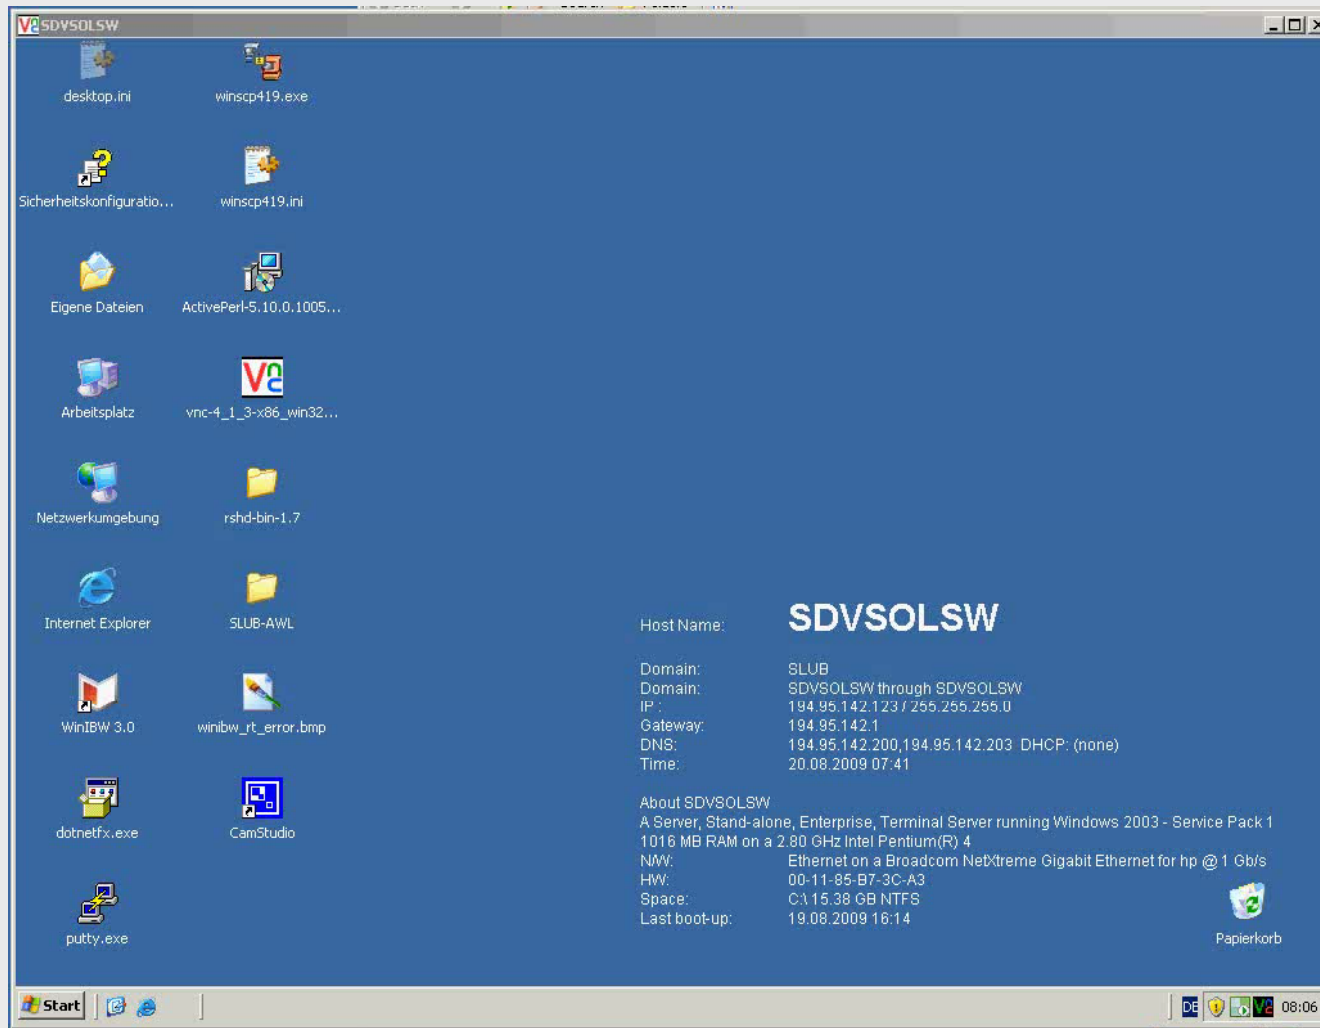 SDVSOLSW
desktop.ini
winscp419.exe
Sicherheitskonfiguratio...
winscp419.ini
Eigene Dateien
ActivePerl-5.10.0.1005...
Arbeitsplatz
vnc-4_1_3-x86_win32...
Netzwerkumgebung
rshd-bin-1.7
Internet Explorer
SLUB-AWL
WinIBW 3.0
winibw_rt_error.bmp
dotnetfx.exe
CamStudio
putty.exe
Host Name: SDVSOLSW
Domain: SLUB
Domain: SDVSOLSW through SDVSOLSW
IP : 194.95.142.123 / 255.255.255.0
Gateway: 194.95.142.1
DNS: 194.95.142.200,194.95.142.203 DHCP: (none)
Time: 20.08.2009 07:41
About SDVSOLSW
A Server, Stand-alone, Enterprise, Terminal Server running Windows 2003 - Service Pack 1
1016 MB RAM on a 2.80 GHz Intel Pentium(R) 4
N/W: Ethernet on a Broadcom NetXtreme Gigabit Ethernet for hp @ 1 Gb/s
HW: 00-11-85-B7-3C-A3
Space: C:\ 15.38 GB NTFS
Last boot-up: 19.08.2009 16:14
Papierkorb
Start
DE
08:06